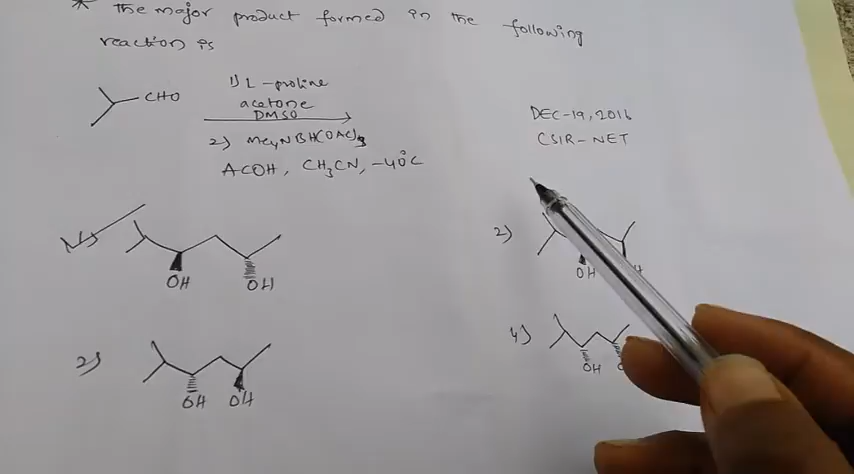 * The major product formed in the following
reaction is
CHO
1) L-proline
acetone
DMSO
2) Me4NBH(OAc)3
ACOH, CH3CN, -40°C
DEC-19, 2016
CSIR-NET
1)
OH
OH
2)
OH
H
3)
OH
OH
4)
OH